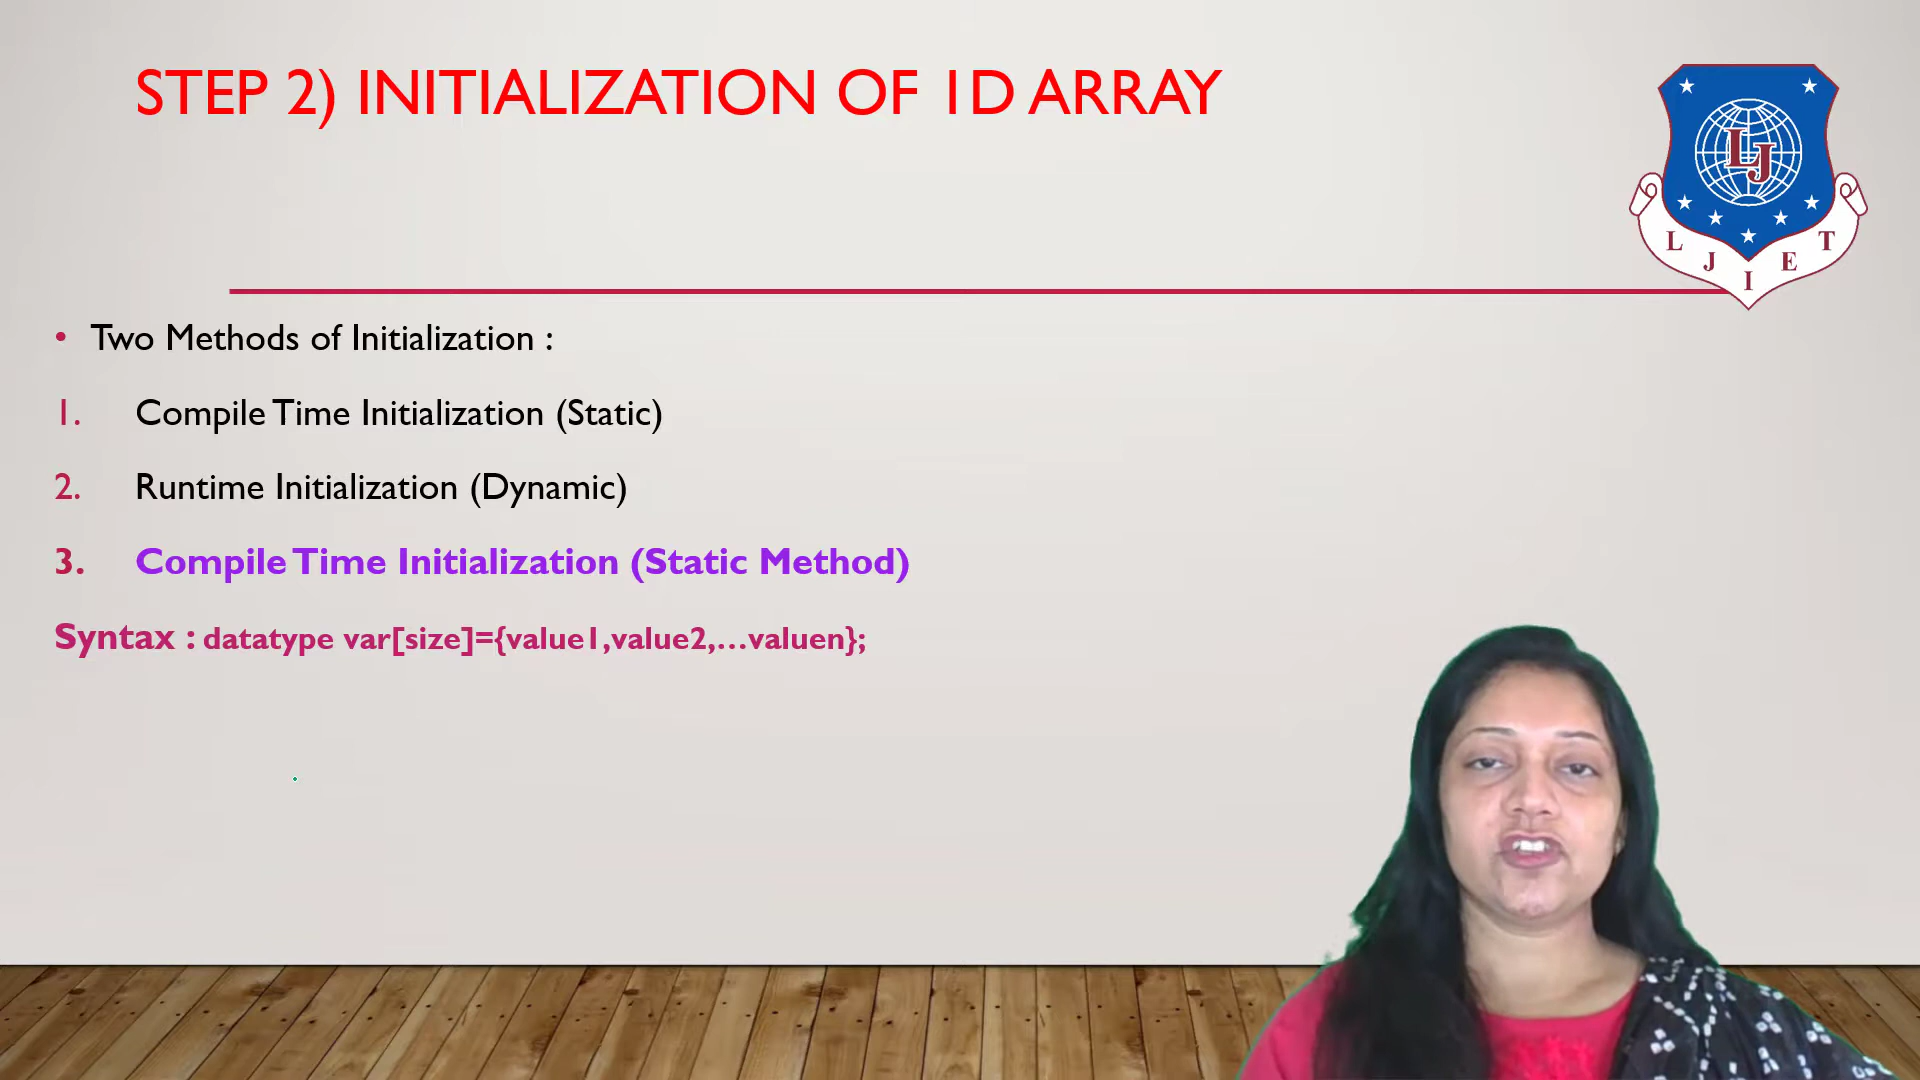 STEP 2) INITIALIZATION OF 1D ARRAY
LJ
L J I E T
• Two Methods of Initialization :
1. Compile Time Initialization (Static)
2. Runtime Initialization (Dynamic)
3. Compile Time Initialization (Static Method)
Syntax : datatype var[size]={value1,value2,...valuen};